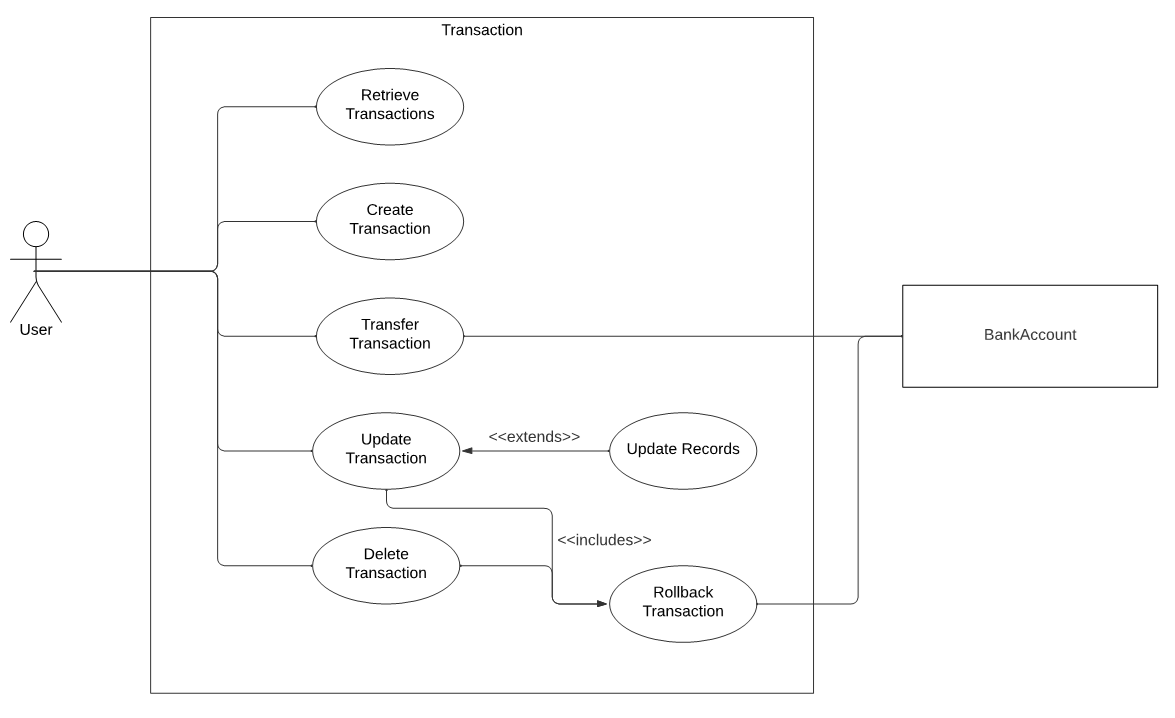 Transaction
Retrieve
Transactions
Create
Transaction
User
Transfer
Transaction
BankAccount
Update
Transaction
<<extends>>
Update Records
<<includes>>
Delete
Transaction
Rollback
Transaction